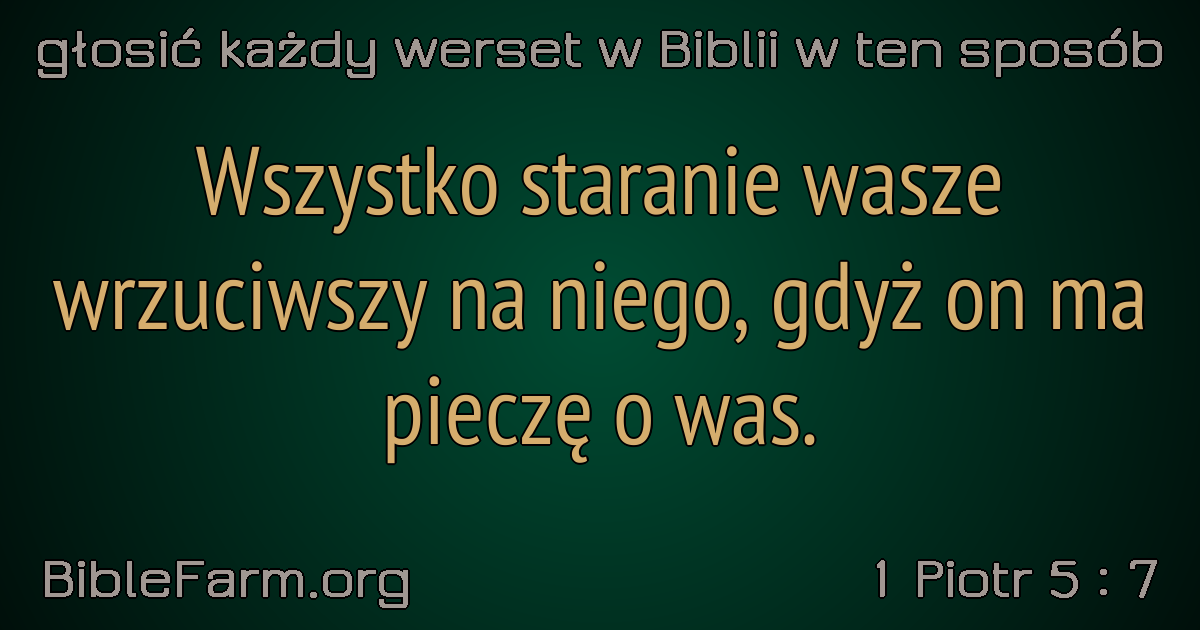 głosić każdy werset w Biblii w ten sposób
Wszystko staranie wasze
wrzuciwszy na niego, gdyż on ma
pieczę o was.
BibleFarm.org
1 Piotr 5 : 7